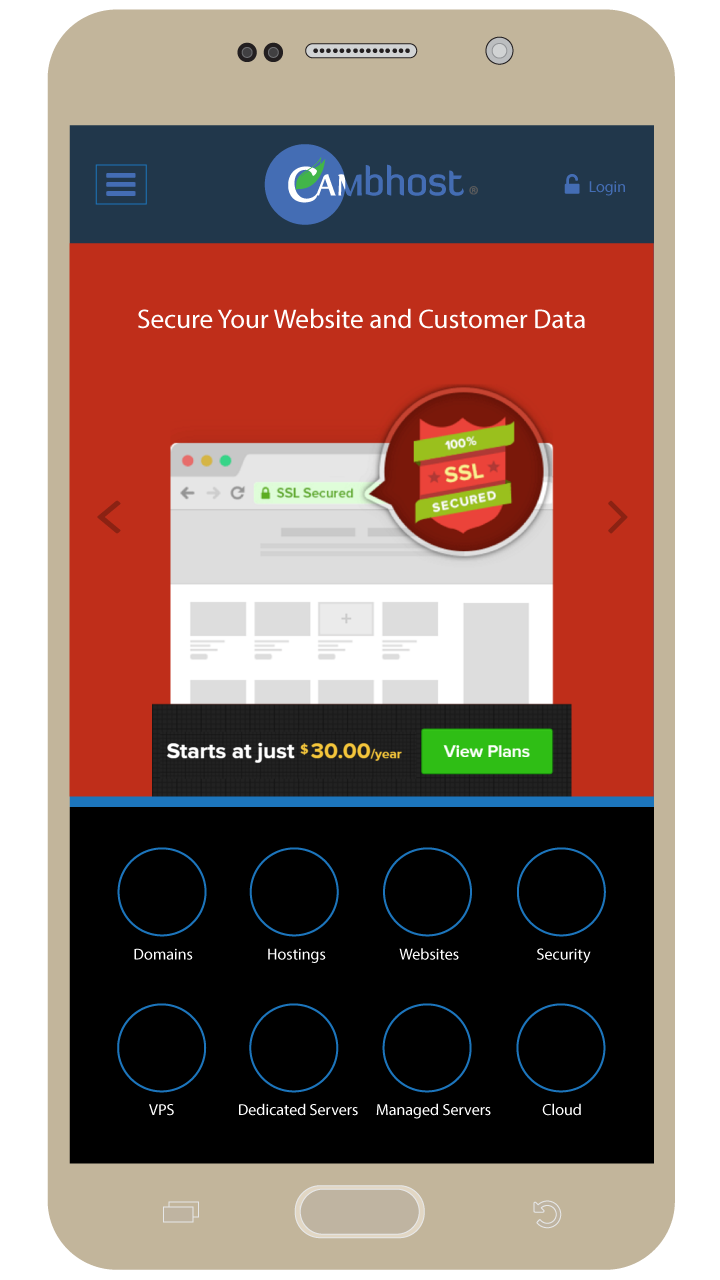 Cambhost ®
Login
Secure Your Website and Customer Data
100%
SSL
SECURED
SSL Secured
Starts at just $30.00/year
View Plans
Domains Hostings Websites Security
VPS Dedicated Servers Managed Servers Cloud